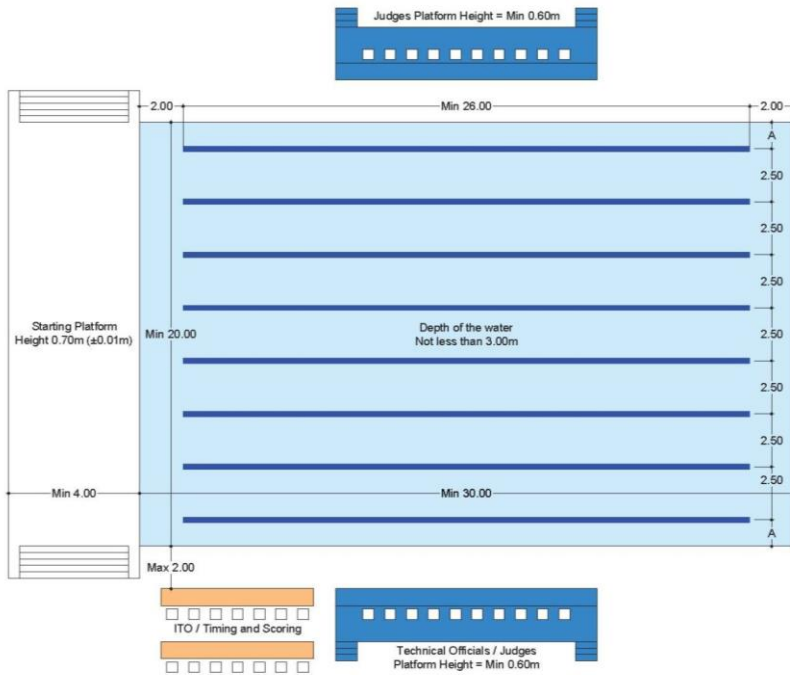 Judges Platform Height = Min 0.60m
2.00
Min 26.00
2.00
A
2.50
2.50
2.50
Starting Platform
Height 0.70m (±0.01m)
Min 20.00
Depth of the water
Not less than 3.00m
2.50
2.50
2.50
2.50
Min 4.00
Min 30.00
A
Max 2.00
ITO / Timing and Scoring
Technical Officials / Judges
Platform Height = Min 0.60m